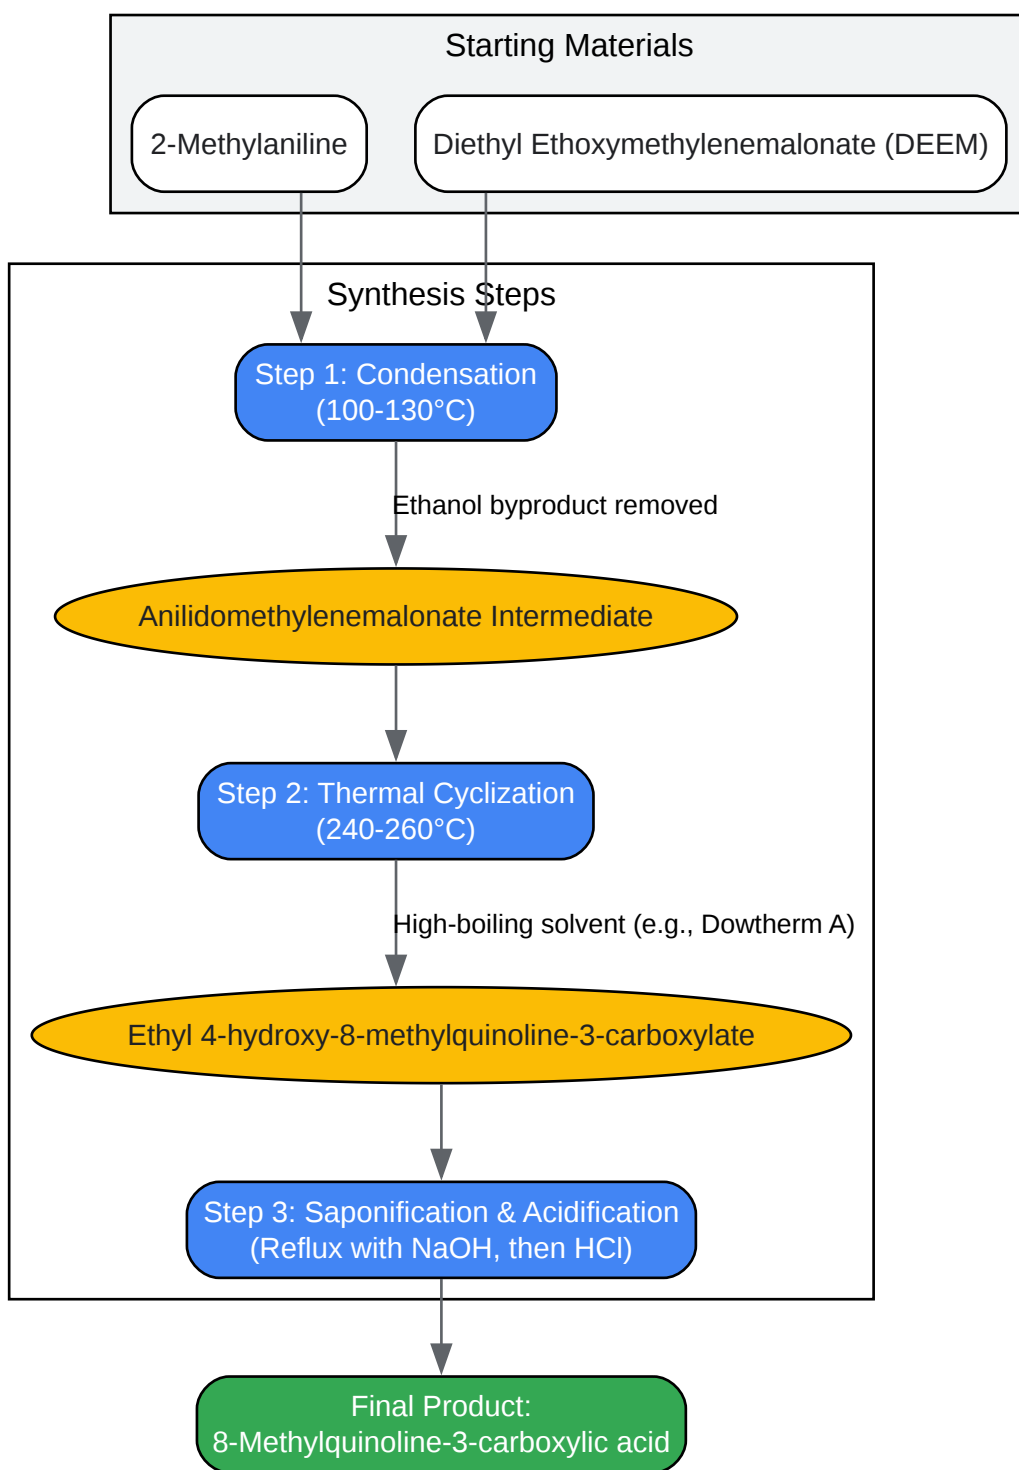 Starting Materials
2-Methylaniline
Diethyl Ethoxymethylenemalonate (DEEM)
Synthesis Steps
Step 1: Condensation
(100-130°C)
Ethanol byproduct removed
Anilidomethylenemalonate Intermediate
Step 2: Thermal Cyclization
(240-260°C)
High-boiling solvent (e.g., Dowtherm A)
Ethyl 4-hydroxy-8-methylquinoline-3-carboxylate
Step 3: Saponification & Acidification
(Reflux with NaOH, then HCl)
Final Product:
8-Methylquinoline-3-carboxylic acid